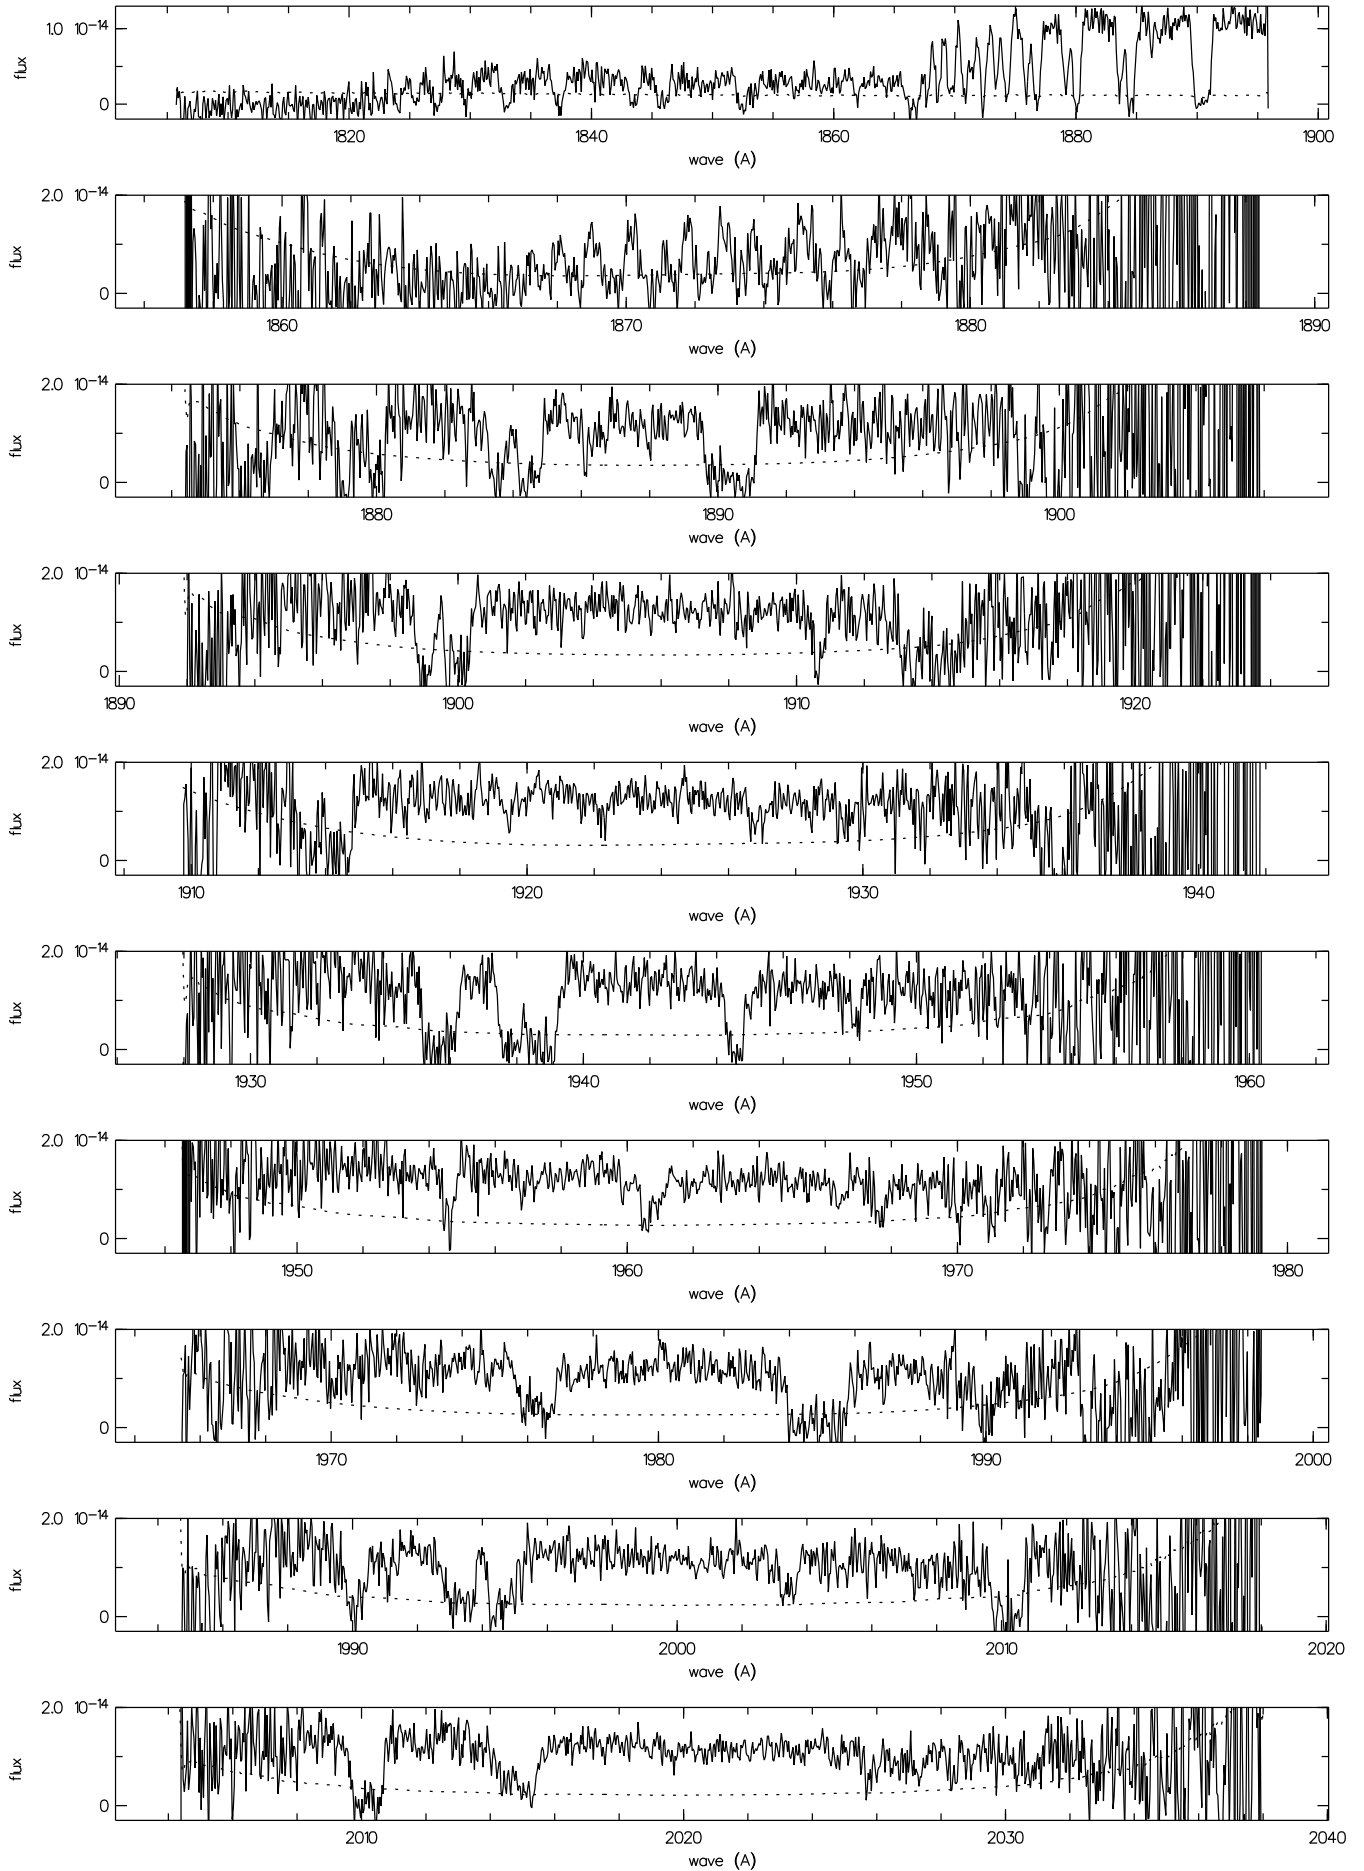 1.0 10-14
flux
0
1820 1840 1860 1880 1900
wave (A)
2.0 10-14
flux
0
1860 1870 1880 1890
wave (A)
2.0 10-14
flux
0
1880 1890 1900
wave (A)
2.0 10-14
flux
0
1890 1900 1910 1920
wave (A)
2.0 10-14
flux
0
1910 1920 1930 1940
wave (A)
2.0 10-14
flux
0
1930 1940 1950 1960
wave (A)
2.0 10-14
flux
0
1950 1960 1970 1980
wave (A)
2.0 10-14
flux
0
1970 1980 1990 2000
wave (A)
2.0 10-14
flux
0
1990 2000 2010 2020
wave (A)
2.0 10-14
flux
0
2010 2020 2030 2040
wave (A)